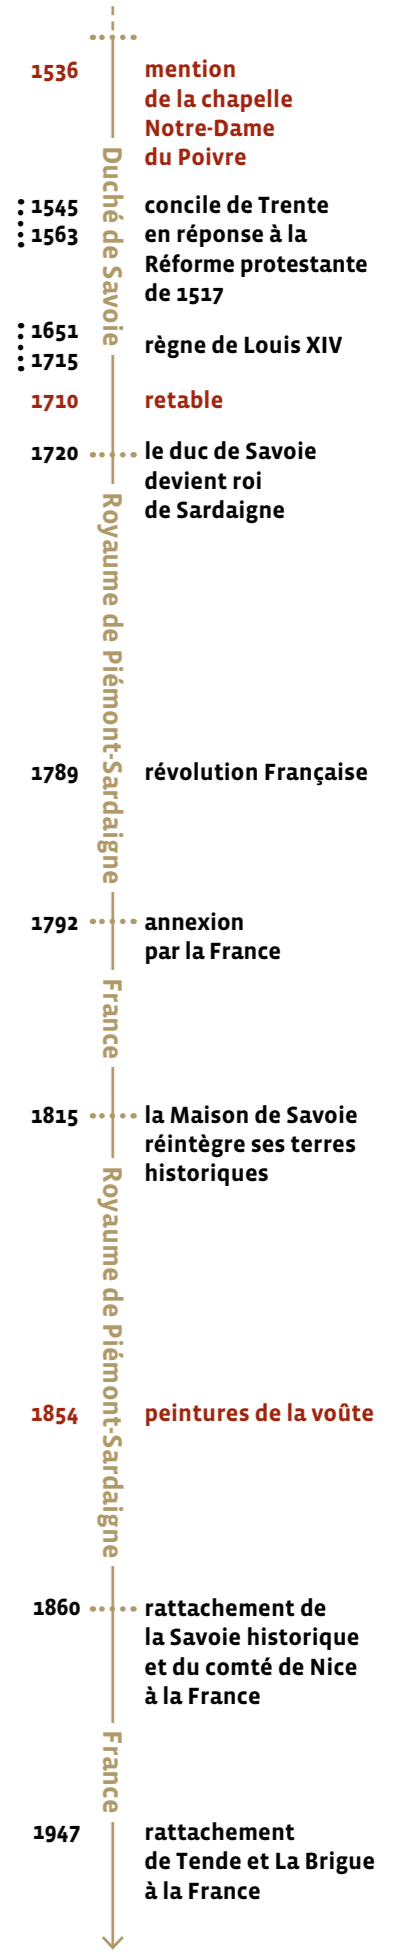 1536
mention
de la chapelle
Notre-Dame
du Poivre
Duché de Savoie
1545
1563
concile de Trente
en réponse à la
Réforme protestante
de 1517
1651
1715
règne de Louis XIV
1710
retable
1720
le duc de Savoie
devient roi
de Sardaigne
Royaume de Piémont-Sardaigne
1789
révolution Française
1792
annexion
par la France
France
1815
la Maison de Savoie
réintègre ses terres
historiques
Royaume de Piémont-Sardaigne
1854
peintures de la voûte
1860
rattachement de
la Savoie historique
et du comté de Nice
à la France
France
1947
rattachement
de Tende et La Brigue
à la France